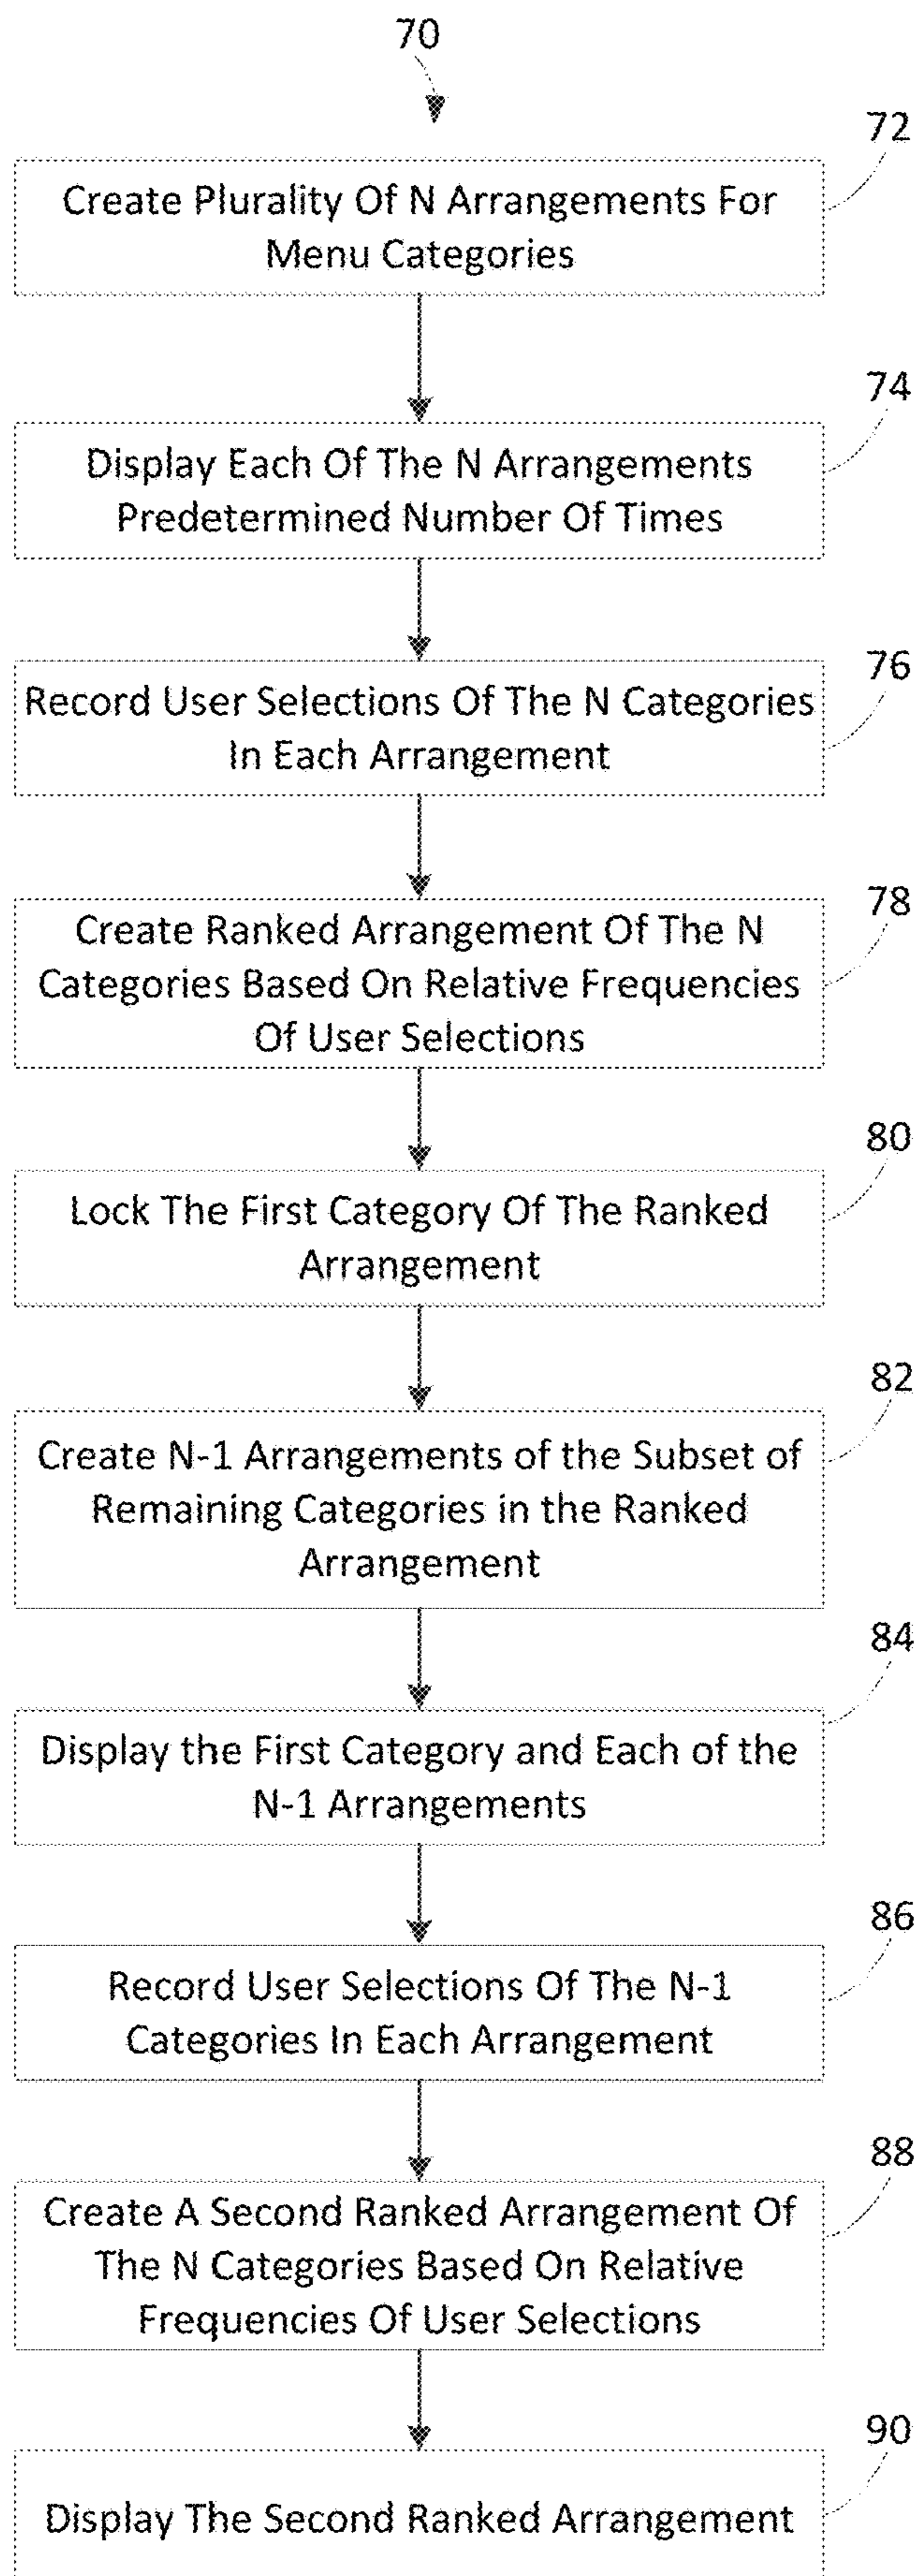 70
72
Create Plurality Of N Arrangements For
Menu Categories
74
Display Each Of The N Arrangements
Predetermined Number Of Times
76
Record User Selections Of The N Categories
In Each Arrangement
78
Create Ranked Arrangement Of The N
Categories Based On Relative Frequencies
Of User Selections
80
Lock The First Category Of The Ranked
Arrangement
82
Create N-1 Arrangements of the Subset of
Remaining Categories in the Ranked
Arrangement
84
Display the First Category and Each of the
N-1 Arrangements
86
Record User Selections Of The N-1
Categories In Each Arrangement
88
Create A Second Ranked Arrangement Of
The N Categories Based On Relative
Frequencies Of User Selections
90
Display The Second Ranked Arrangement